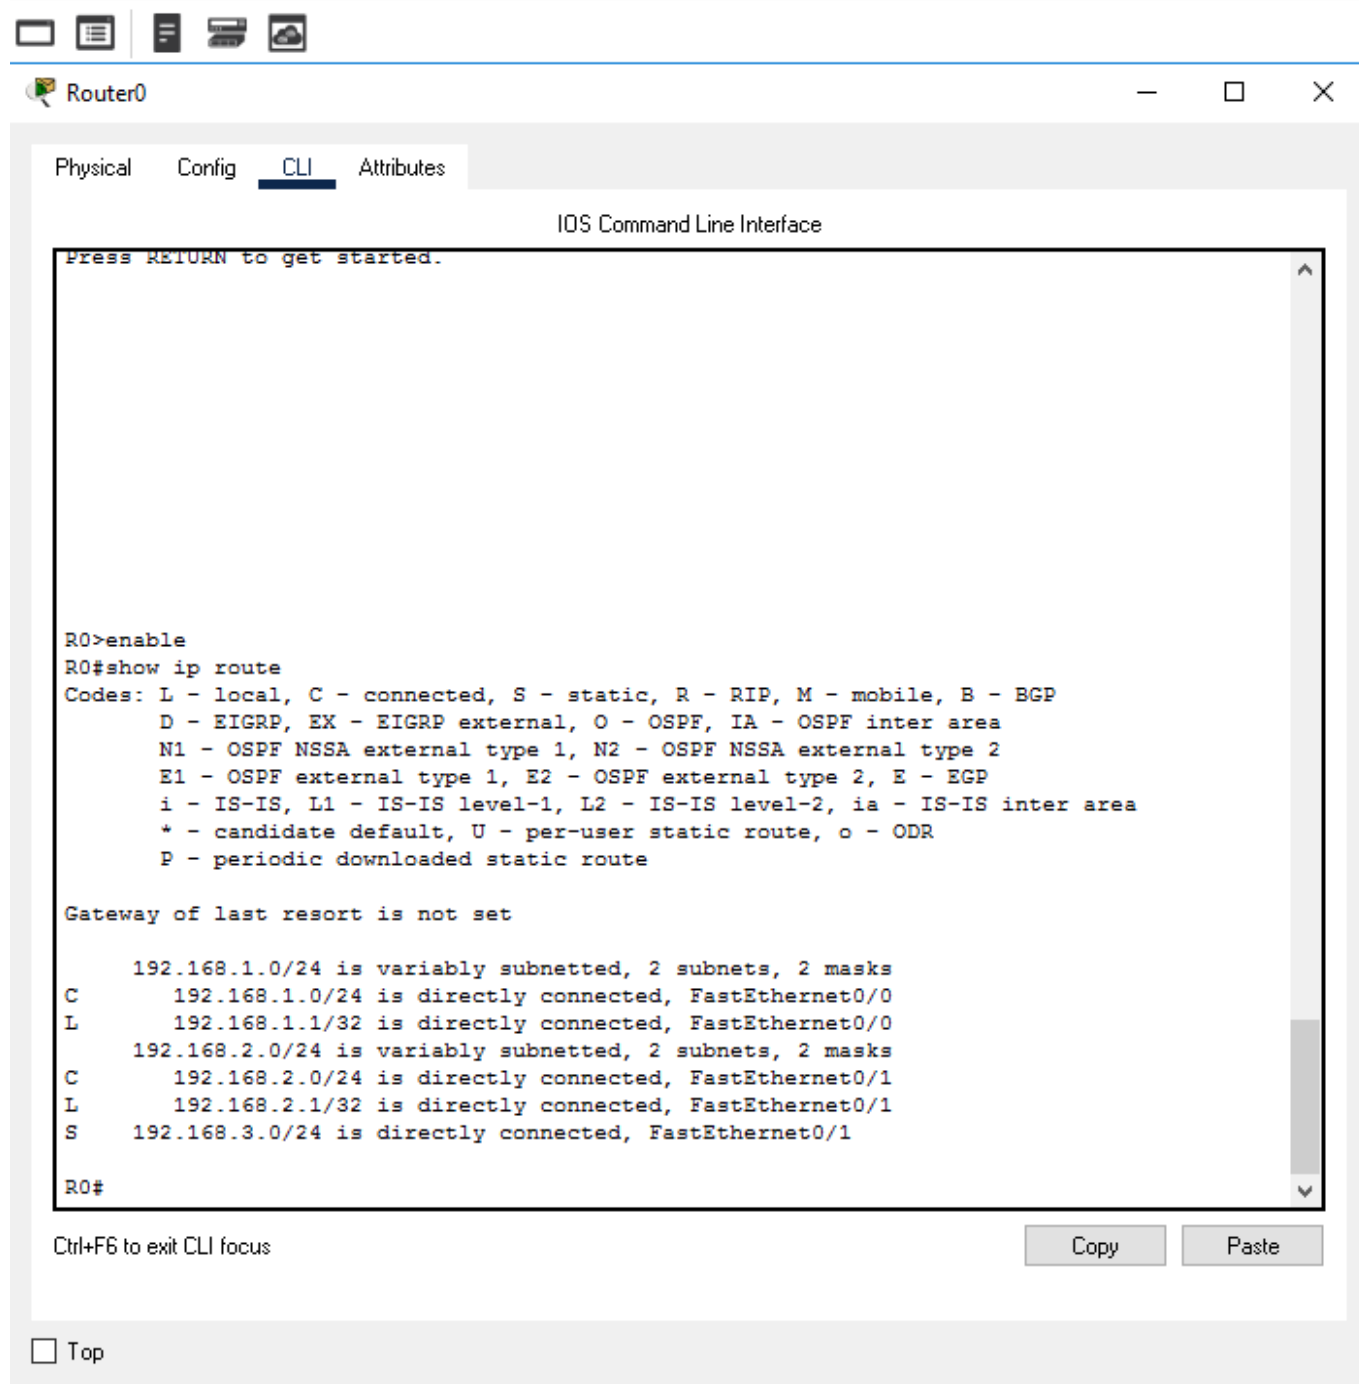 Router0
Physical Config CLI Attributes
IOS Command Line Interface
Press RETURN to get started.
R0>enable
R0#show ip route
Codes: L - local, C - connected, S - static, R - RIP, M - mobile, B - BGP
D - EIGRP, EX - EIGRP external, O - OSPF, IA - OSPF inter area
N1 - OSPF NSSA external type 1, N2 - OSPF NSSA external type 2
E1 - OSPF external type 1, E2 - OSPF external type 2, E - EGP
i - IS-IS, L1 - IS-IS level-1, L2 - IS-IS level-2, ia - IS-IS inter area
* - candidate default, U - per-user static route, o - ODR
P - periodic downloaded static route
Gateway of last resort is not set
192.168.1.0/24 is variably subnetted, 2 subnets, 2 masks
C 192.168.1.0/24 is directly connected, FastEthernet0/0
L 192.168.1.1/32 is directly connected, FastEthernet0/0
192.168.2.0/24 is variably subnetted, 2 subnets, 2 masks
C 192.168.2.0/24 is directly connected, FastEthernet0/1
L 192.168.2.1/32 is directly connected, FastEthernet0/1
S 192.168.3.0/24 is directly connected, FastEthernet0/1
R0#
Ctrl+F6 to exit CLI focus Copy Paste
Top